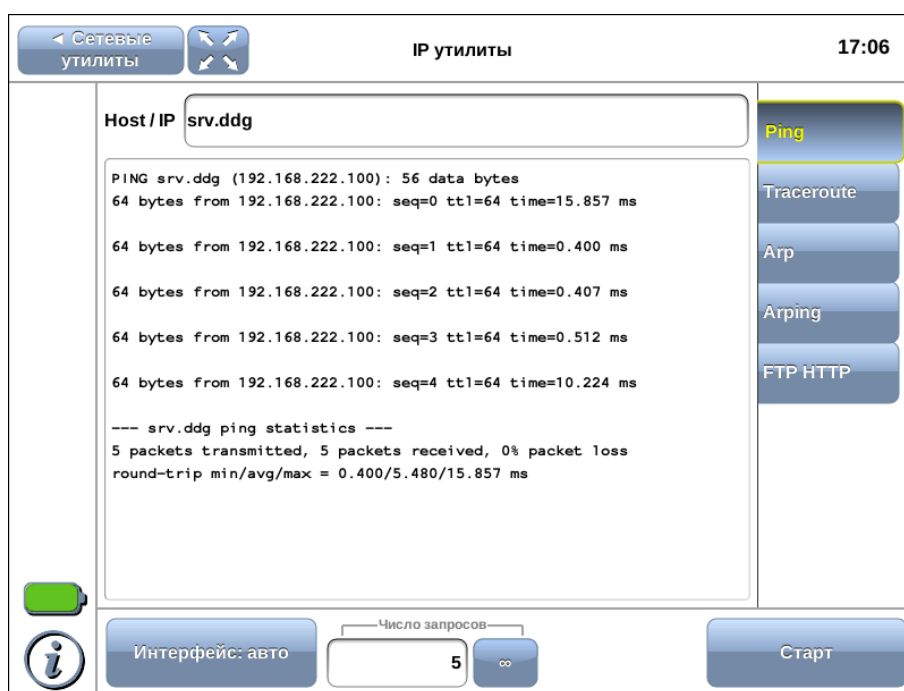 ◄ Сетевые
утилиты
IP утилиты
17:06
Host / IP
srv.ddg
PING srv.ddg (192.168.222.100): 56 data bytes
64 bytes from 192.168.222.100: seq=0 ttl=64 time=15.857 ms
64 bytes from 192.168.222.100: seq=1 ttl=64 time=0.400 ms
64 bytes from 192.168.222.100: seq=2 ttl=64 time=0.407 ms
64 bytes from 192.168.222.100: seq=3 ttl=64 time=0.512 ms
64 bytes from 192.168.222.100: seq=4 ttl=64 time=10.224 ms
--- srv.ddg ping statistics ---
5 packets transmitted, 5 packets received, 0% packet loss
round-trip min/avg/max = 0.400/5.480/15.857 ms
Ping
Traceroute
Arp
Arping
FTP HTTP
i
Интерфейс: авто
Число запросов
5
∞
Старт